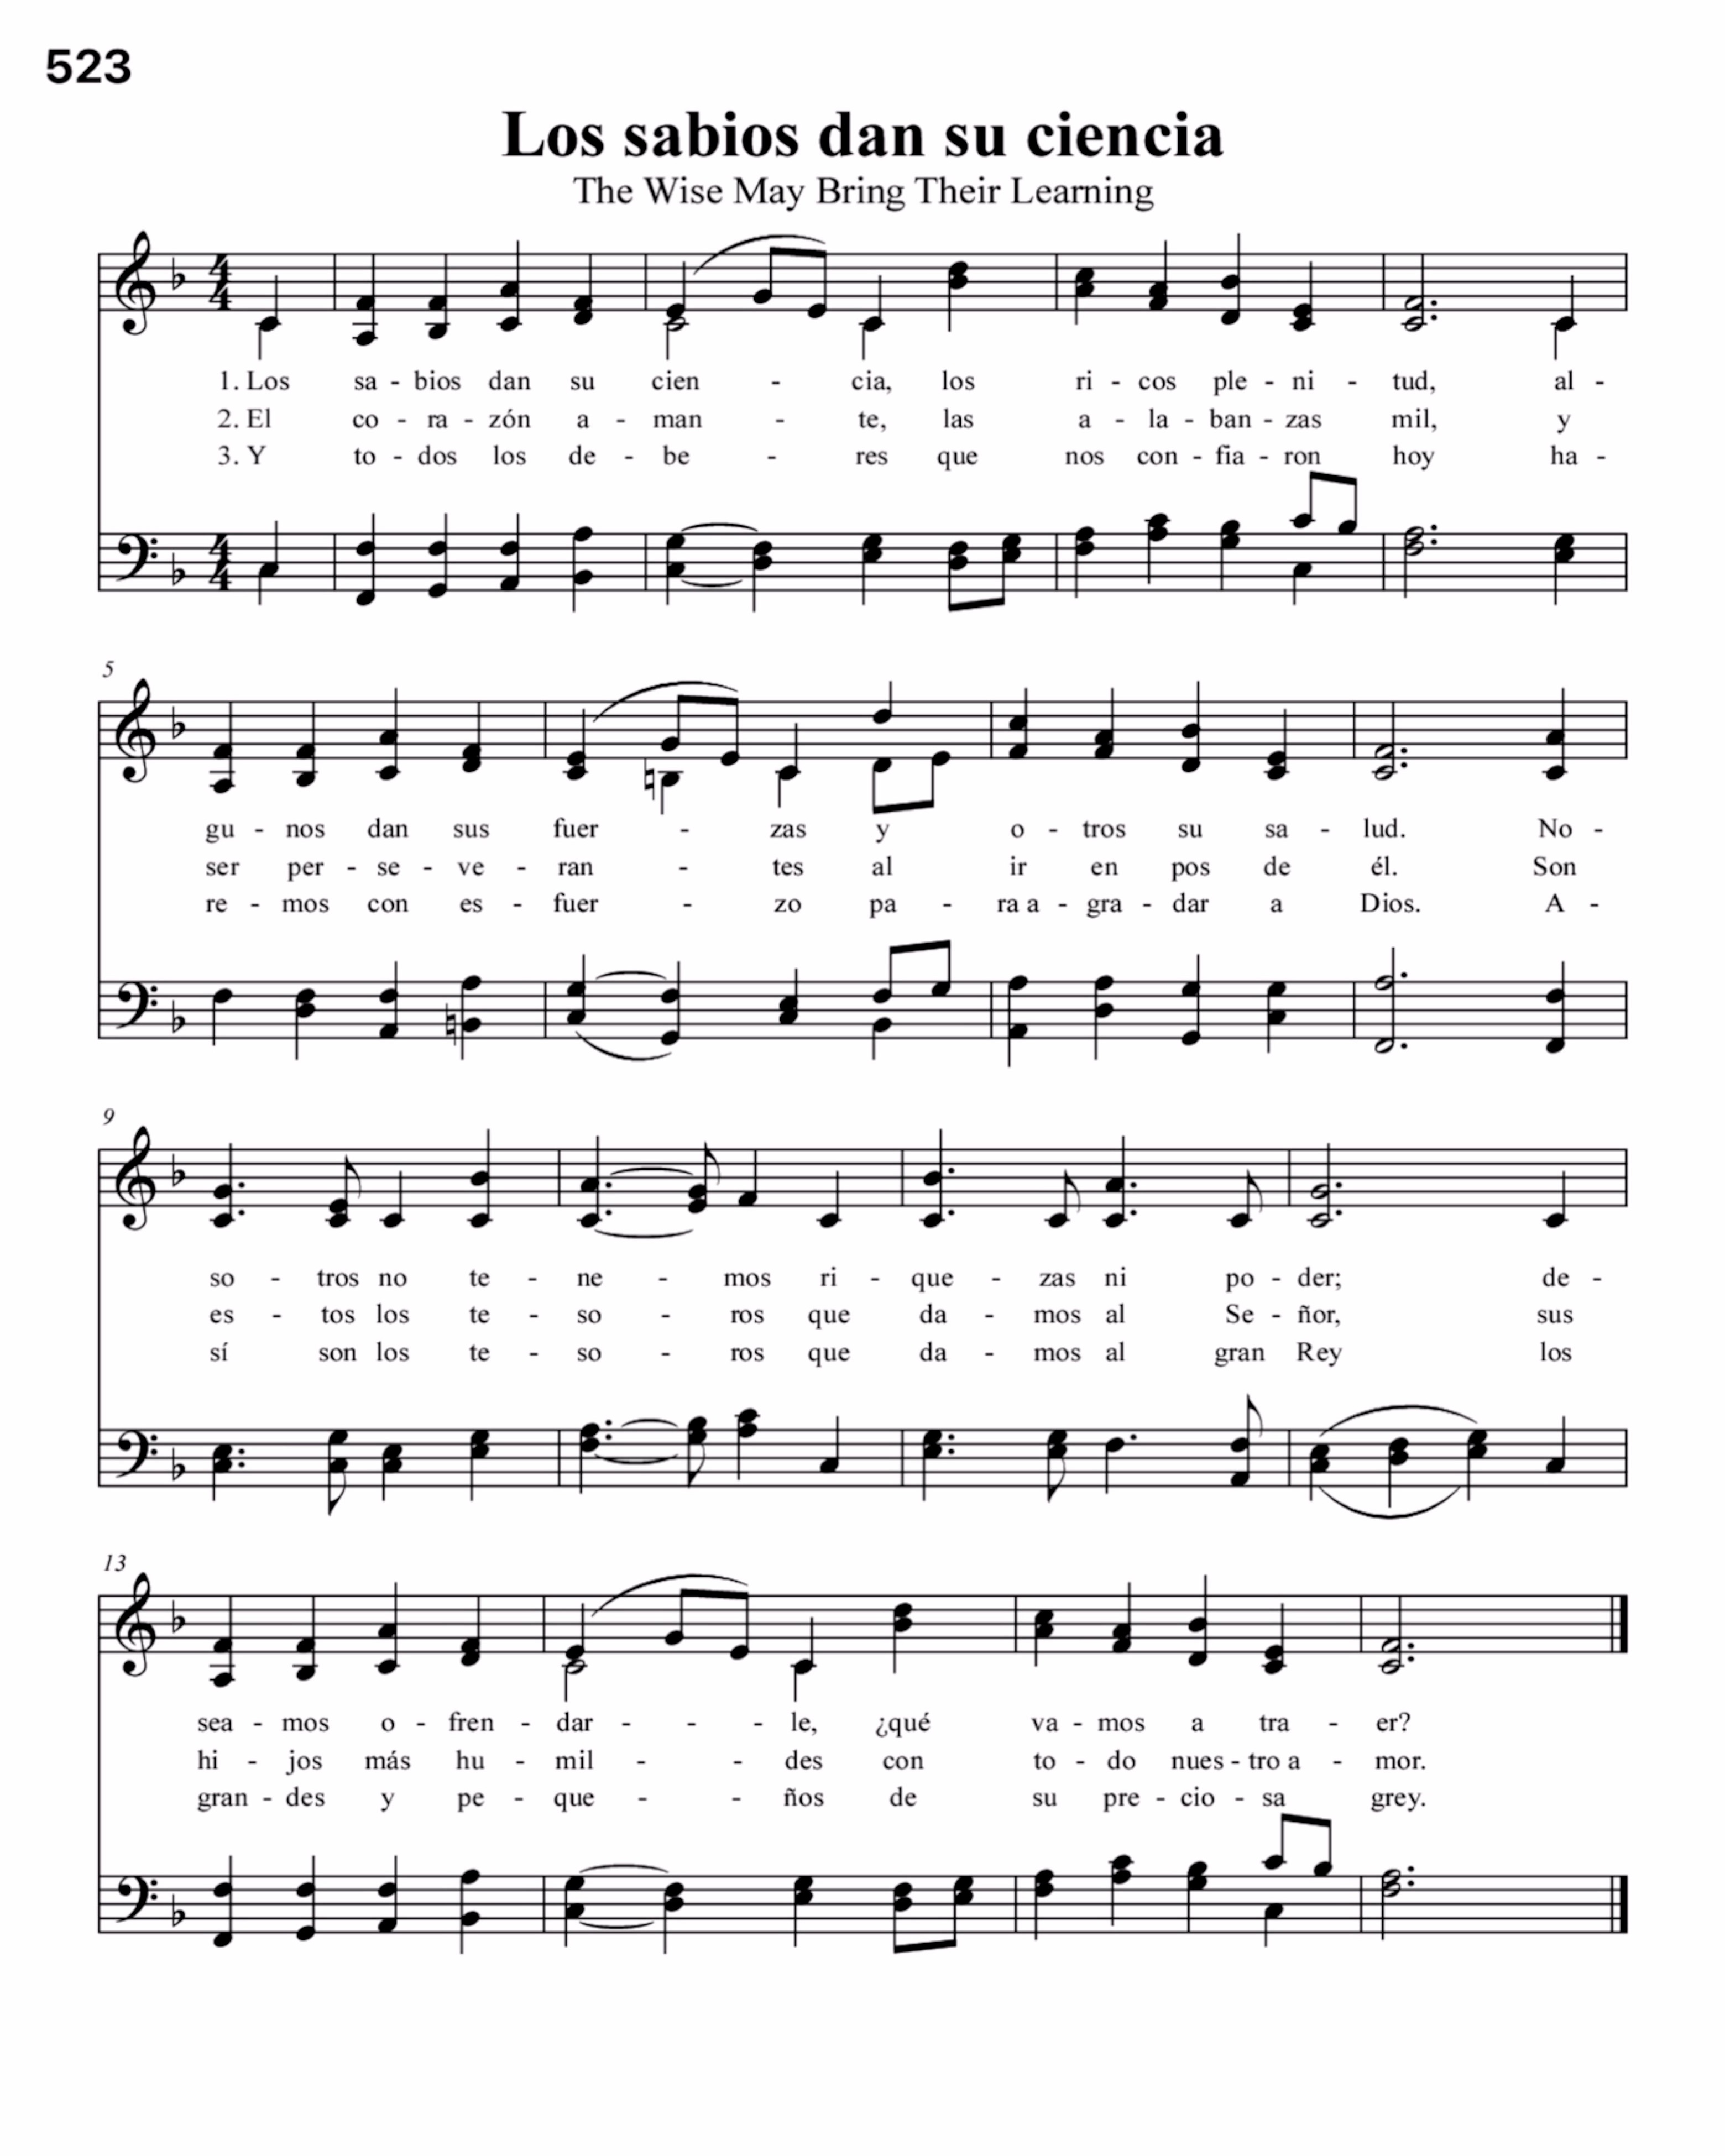 523
Los sabios dan su ciencia
The Wise May Bring Their Learning
1. Los sa - bios dan su cien - cia, los ri - cos ple - ni - tud, al -
2. El co - ra - zón a - man - te, las a - la - ban - zas mil, y
3. Y to - dos los de - be - res que nos con - fia - ron hoy ha -
5
gu - nos dan sus fuer - zas y o - tros su sa - lud. No -
ser per - se - ve - ran - tes al ir en pos de él. Son
re - mos con es - fuer - zo pa - ra a - gra - dar a Dios. A -
9
so - tros no te - ne - mos ri - que - zas ni po - der; de -
es - tos los te - so - ros que da - mos al Se - ñor, sus
sí son los te - so - ros que da - mos al gran Rey los
13
sea - mos o - fren - dar - - - le, ¿qué va - mos a tra - er?
hi - jos más hu - mil - - des con to - do nues - tro a - mor.
gran - des y pe - que - - ños de su pre - cio - sa grey.